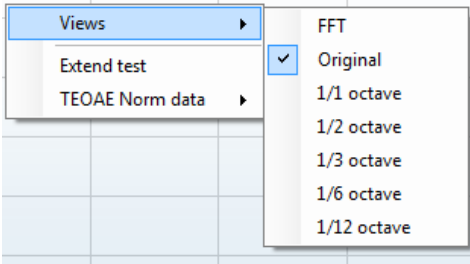 Views
Extend test
TEOAE Norm data
FFT
Original
1/1 octave
1/2 octave
1/3 octave
1/6 octave
1/12 octave